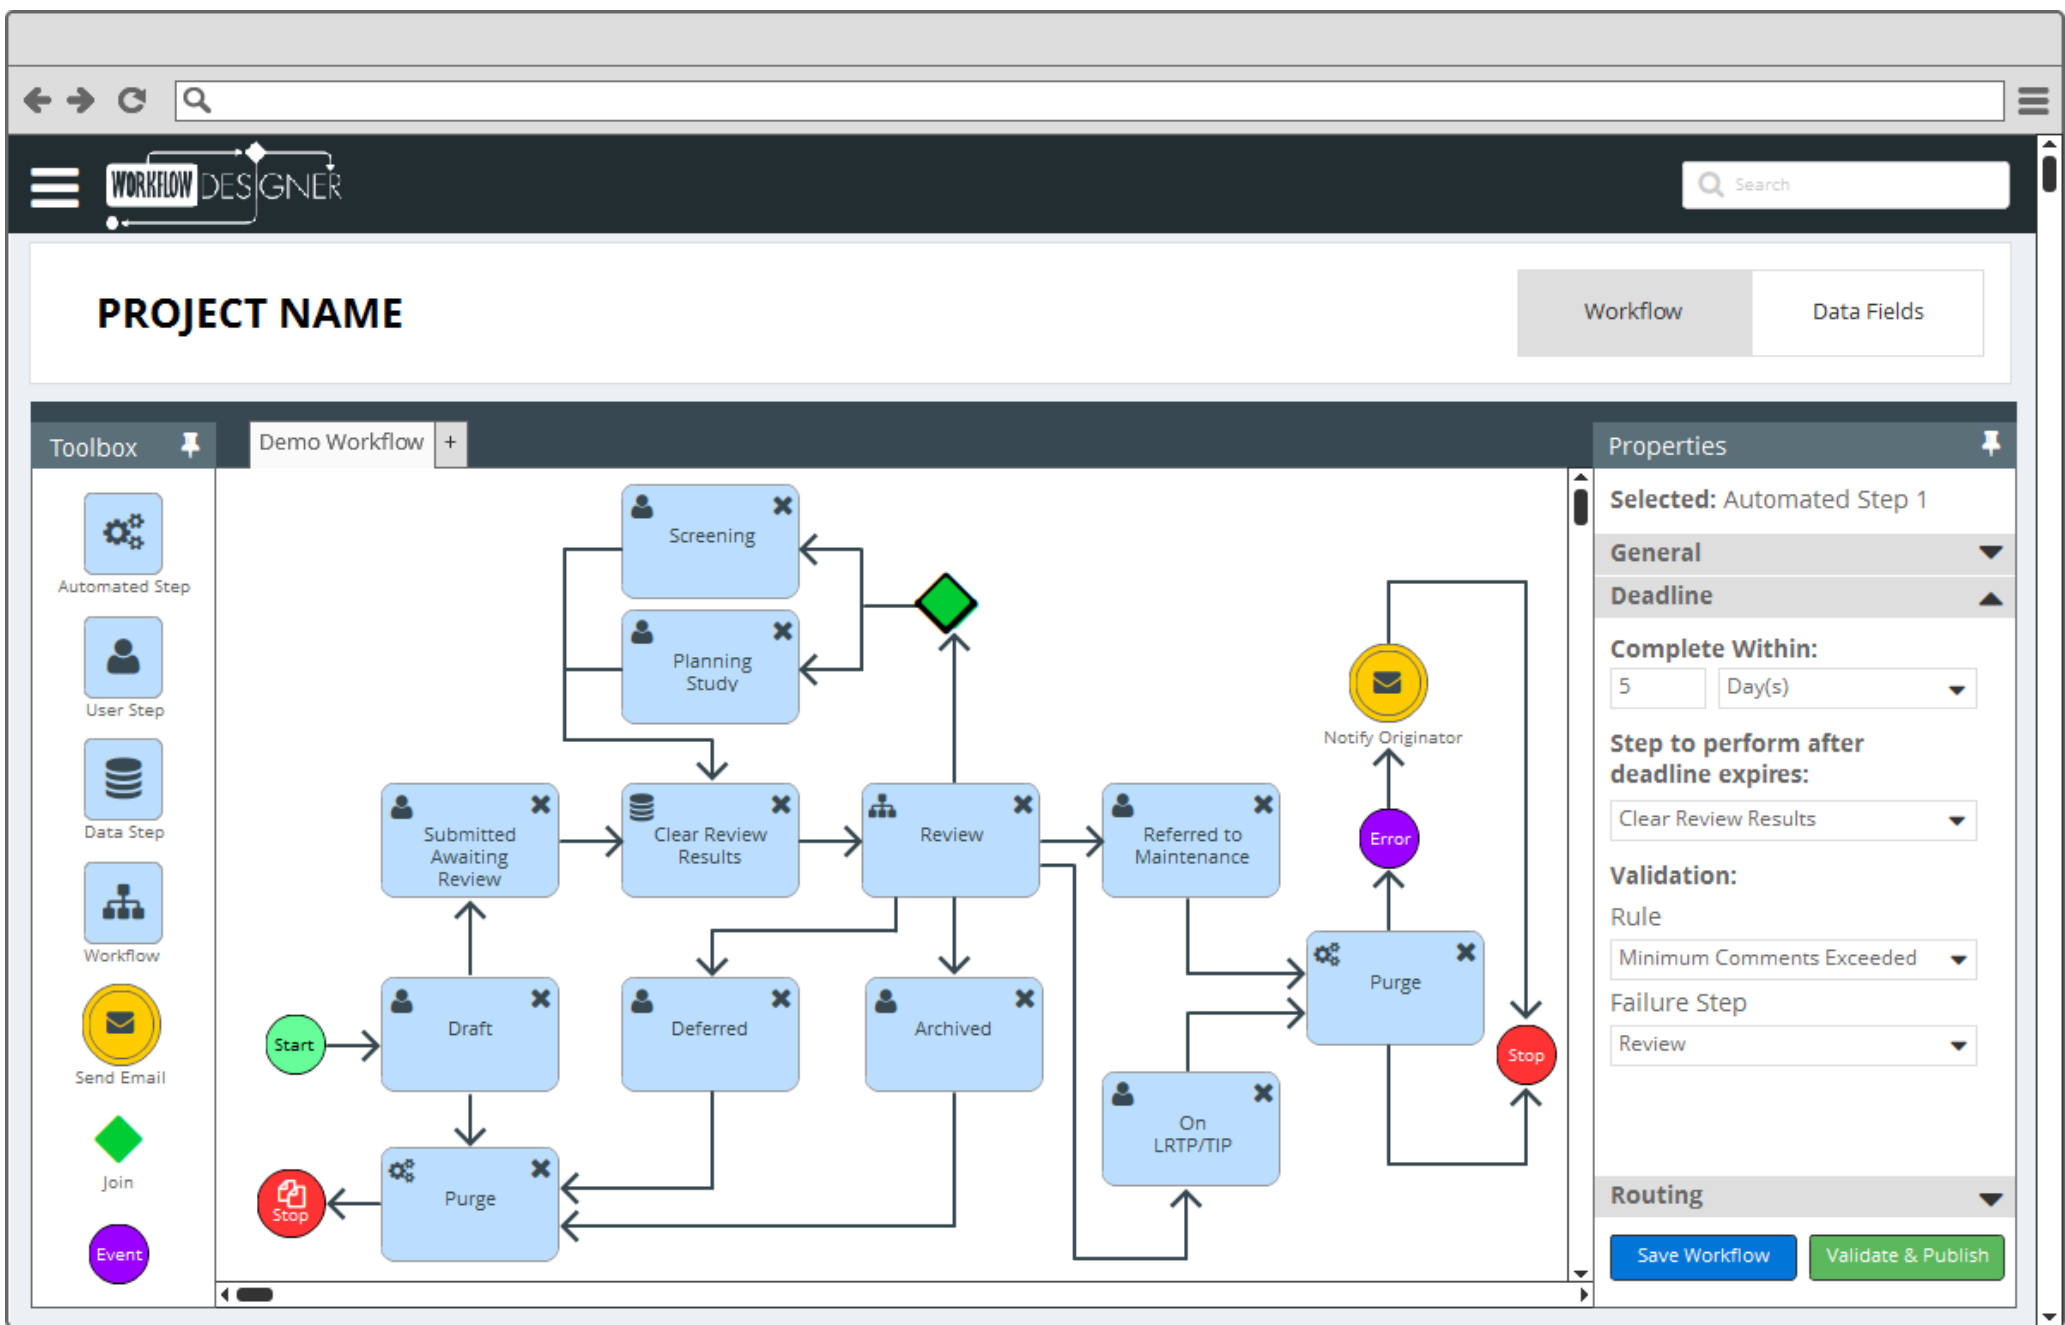 WORKFLOW DESIGNER
Search
PROJECT NAME
Workflow
Data Fields
Toolbox
Demo Workflow
+
Properties
Automated Step
User Step
Data Step
Workflow
Send Email
Join
Event
Screening
Planning
Study
Notify Originator
Submitted
Awaiting
Review
Clear Review
Results
Review
Referred to
Maintenance
Error
Start
Draft
Deferred
Archived
Purge
Stop
On
LRTP/TIP
Stop
Purge
Selected: Automated Step 1
General
Deadline
Complete Within:
5
Day(s)
Step to perform after
deadline expires:
Clear Review Results
Validation:
Rule
Minimum Comments Exceeded
Failure Step
Review
Routing
Save Workflow
Validate & Publish